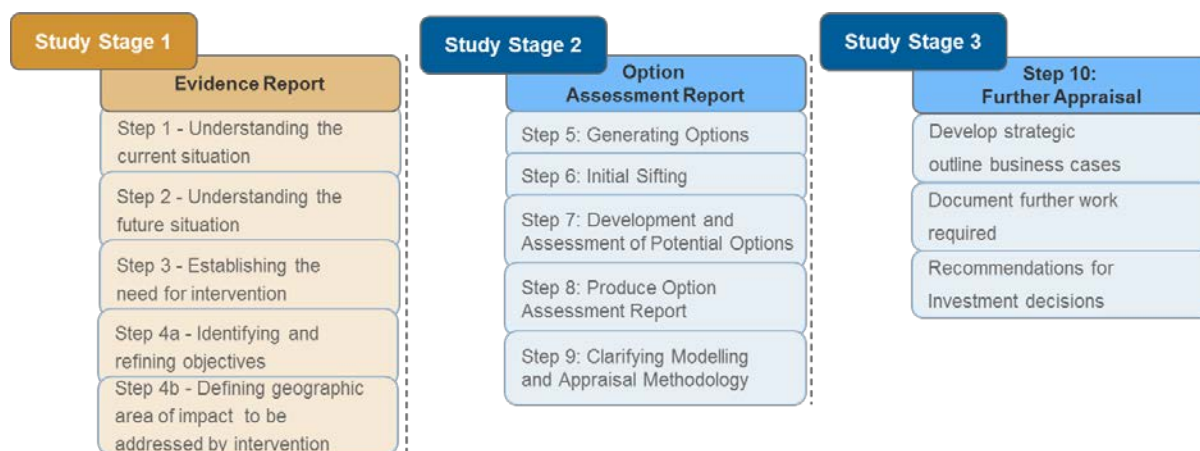 Study Stage 1
Evidence Report
Step 1 - Understanding the
current situation
Step 2 - Understanding the
future situation
Step 3 - Establishing the
need for intervention
Step 4a - Identifying and
refining objectives
Step 4b - Defining geographic
area of impact to be
addressed by intervention
Study Stage 2
Option
Assessment Report
Step 5: Generating Options
Step 6: Initial Sifting
Step 7: Development and
Assessment of Potential Options
Step 8: Produce Option
Assessment Report
Step 9: Clarifying Modelling
and Appraisal Methodology
Study Stage 3
Step 10:
Further Appraisal
Develop strategic
outline business cases
Document further work
required
Recommendations for
Investment decisions